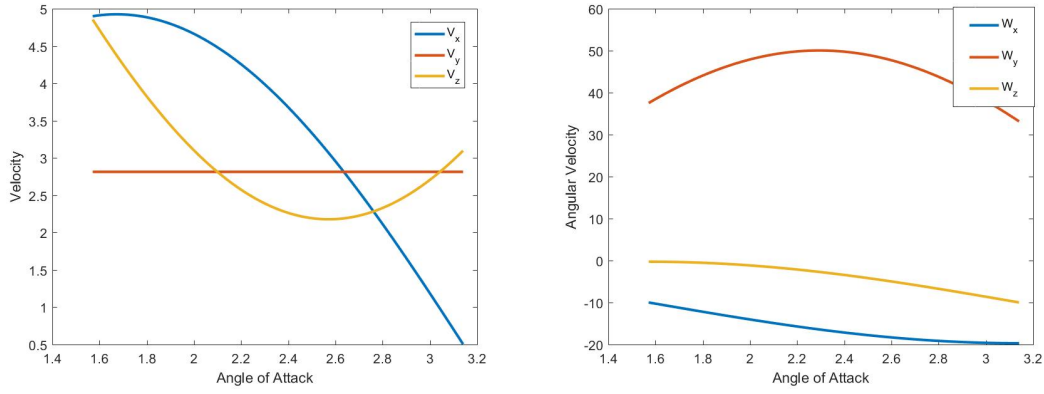 5
4.5
4
3.5
3
2.5
2
1.5
1
0.5
1.4 1.6 1.8 2 2.2 2.4 2.6 2.8 3 3.2
Velocity
Angle of Attack
Vx
Vy
Vz
60
50
40
30
20
10
0
-10
-20
1.4 1.6 1.8 2 2.2 2.4 2.6 2.8 3 3.2
Angular Velocity
Angle of Attack
Wx
Wy
Wz